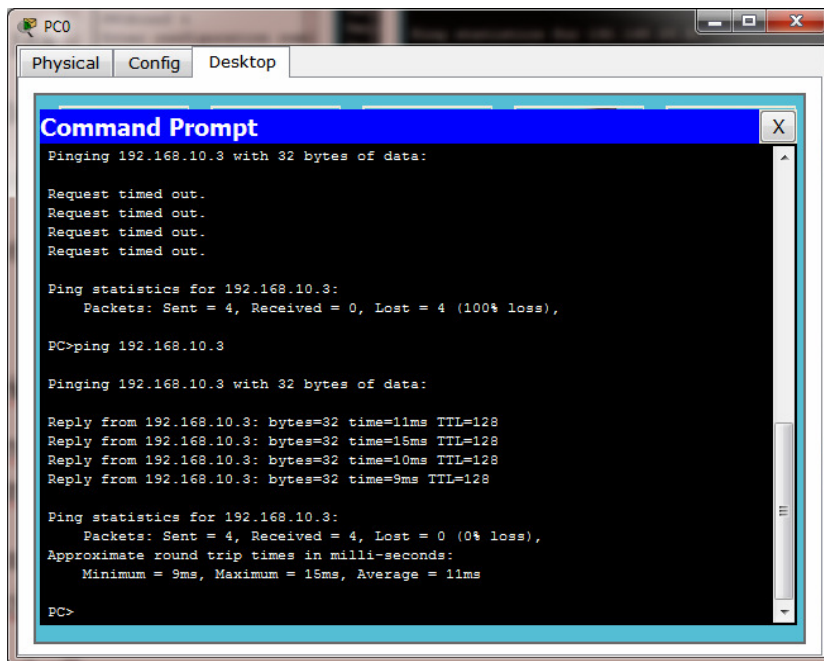 PC0
Physical Config Desktop
Command Prompt
X
Pinging 192.168.10.3 with 32 bytes of data:
Request timed out.
Request timed out.
Request timed out.
Request timed out.
Ping statistics for 192.168.10.3:
Packets: Sent = 4, Received = 0, Lost = 4 (100% loss),
PC>ping 192.168.10.3
Pinging 192.168.10.3 with 32 bytes of data:
Reply from 192.168.10.3: bytes=32 time=11ms TTL=128
Reply from 192.168.10.3: bytes=32 time=15ms TTL=128
Reply from 192.168.10.3: bytes=32 time=10ms TTL=128
Reply from 192.168.10.3: bytes=32 time=9ms TTL=128
Ping statistics for 192.168.10.3:
Packets: Sent = 4, Received = 4, Lost = 0 (0% loss),
Approximate round trip times in milli-seconds:
Minimum = 9ms, Maximum = 15ms, Average = 11ms
PC>